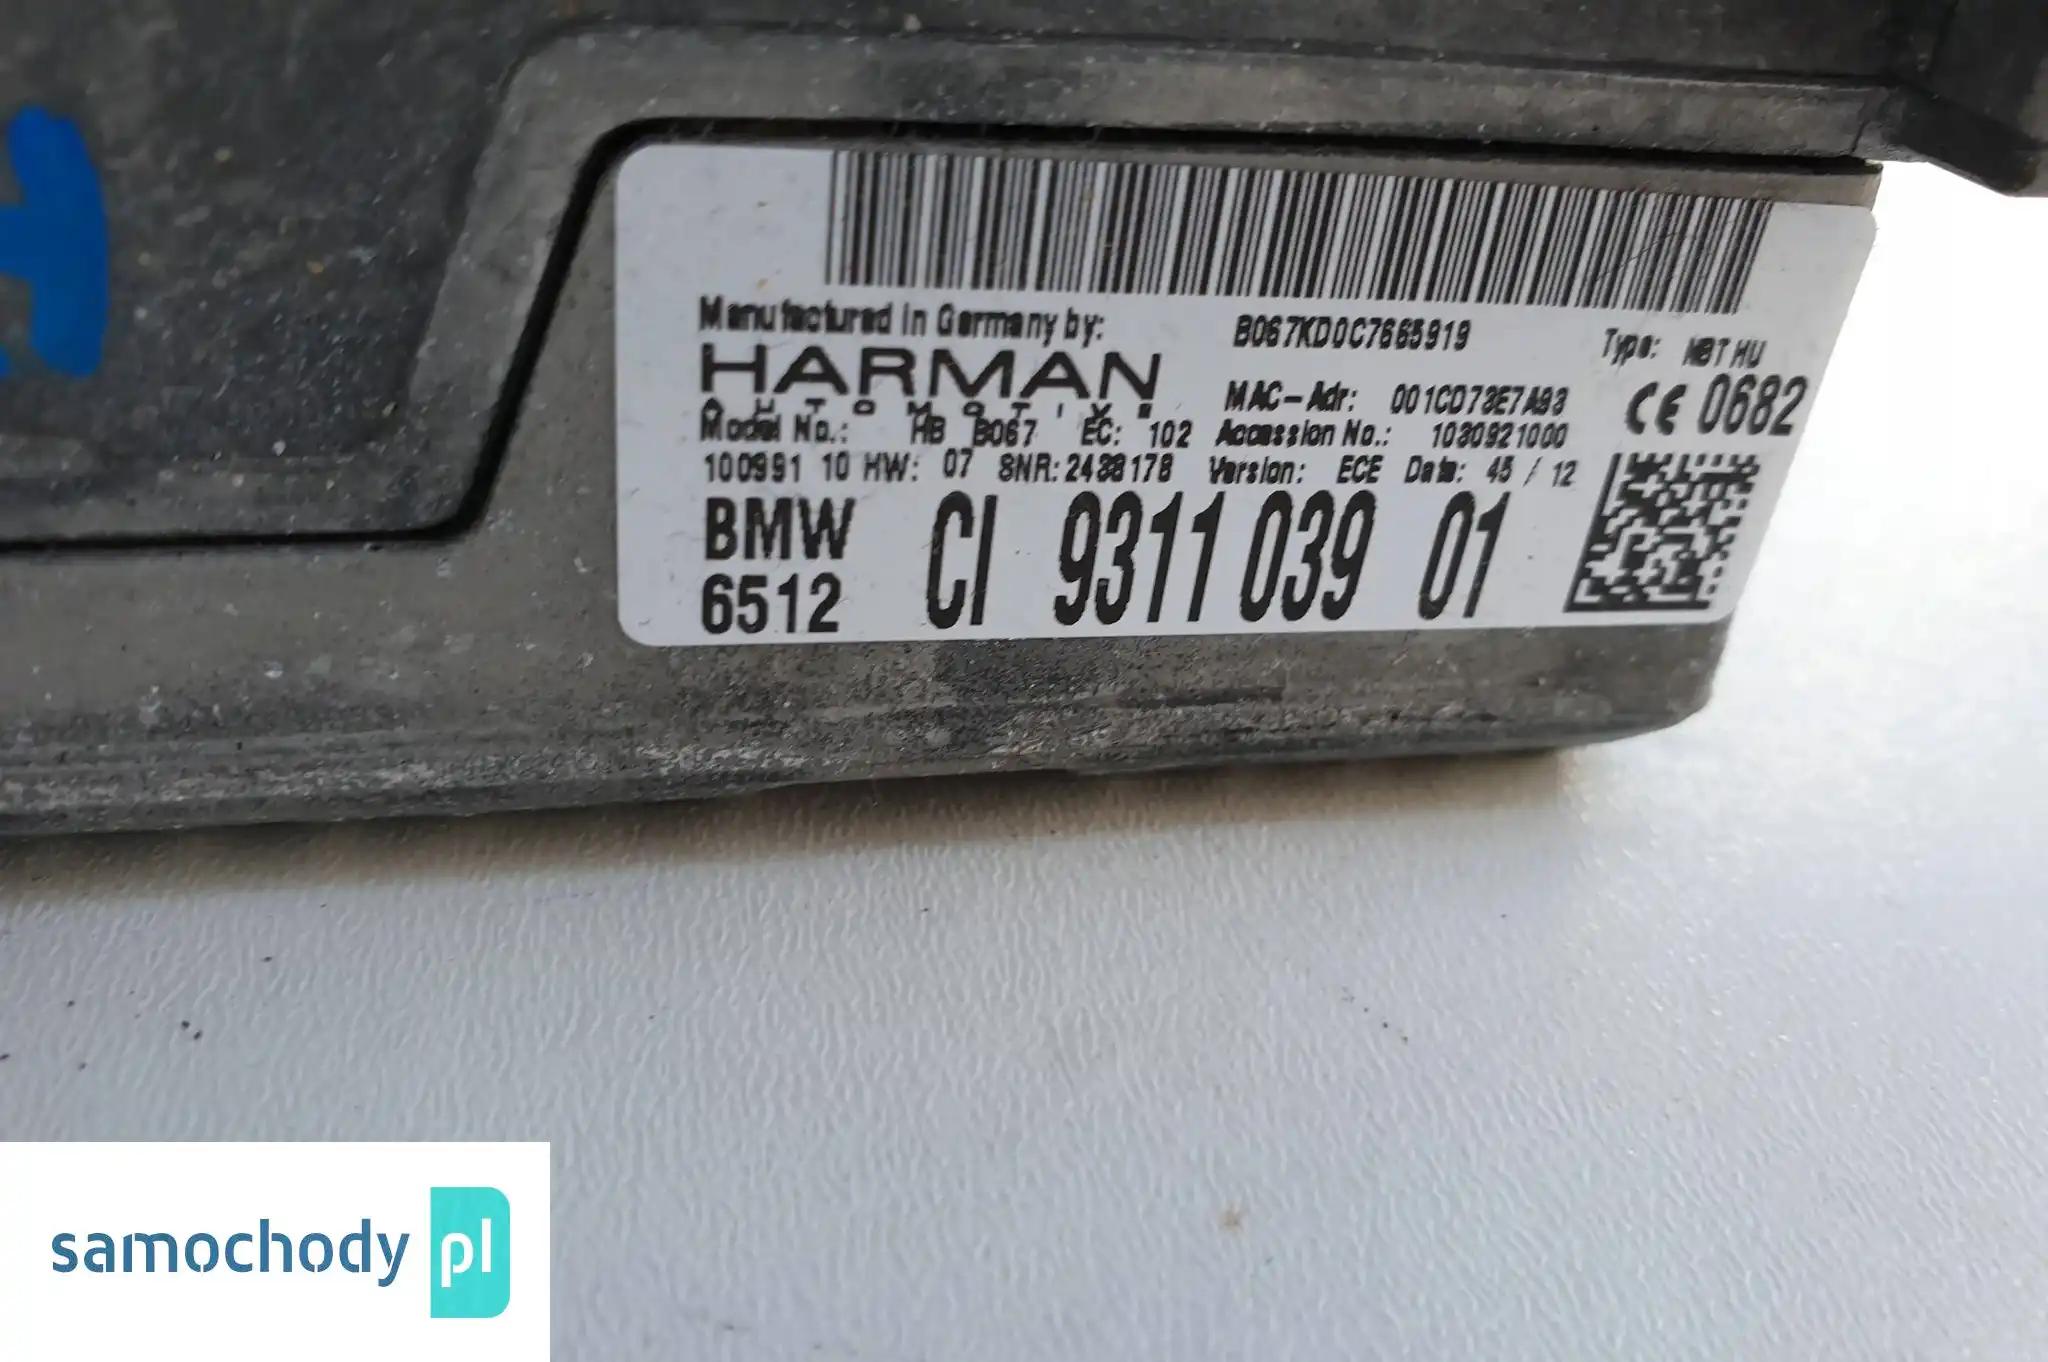 Manufactured in Germany by:
B067KD0C7665919
Type: NBT HU
HARMAN
AUTOMOTIVE
MAC-Adr: 001CD73E7A93
CE 0682
Model No.: HB B067 EC: 102 Accession No.: 1030921000
100991 10 HW: 07 SNR: 2438178 Version: ECE Date: 45 / 12
BMW CI 9311 039 01
6512
samochody pl